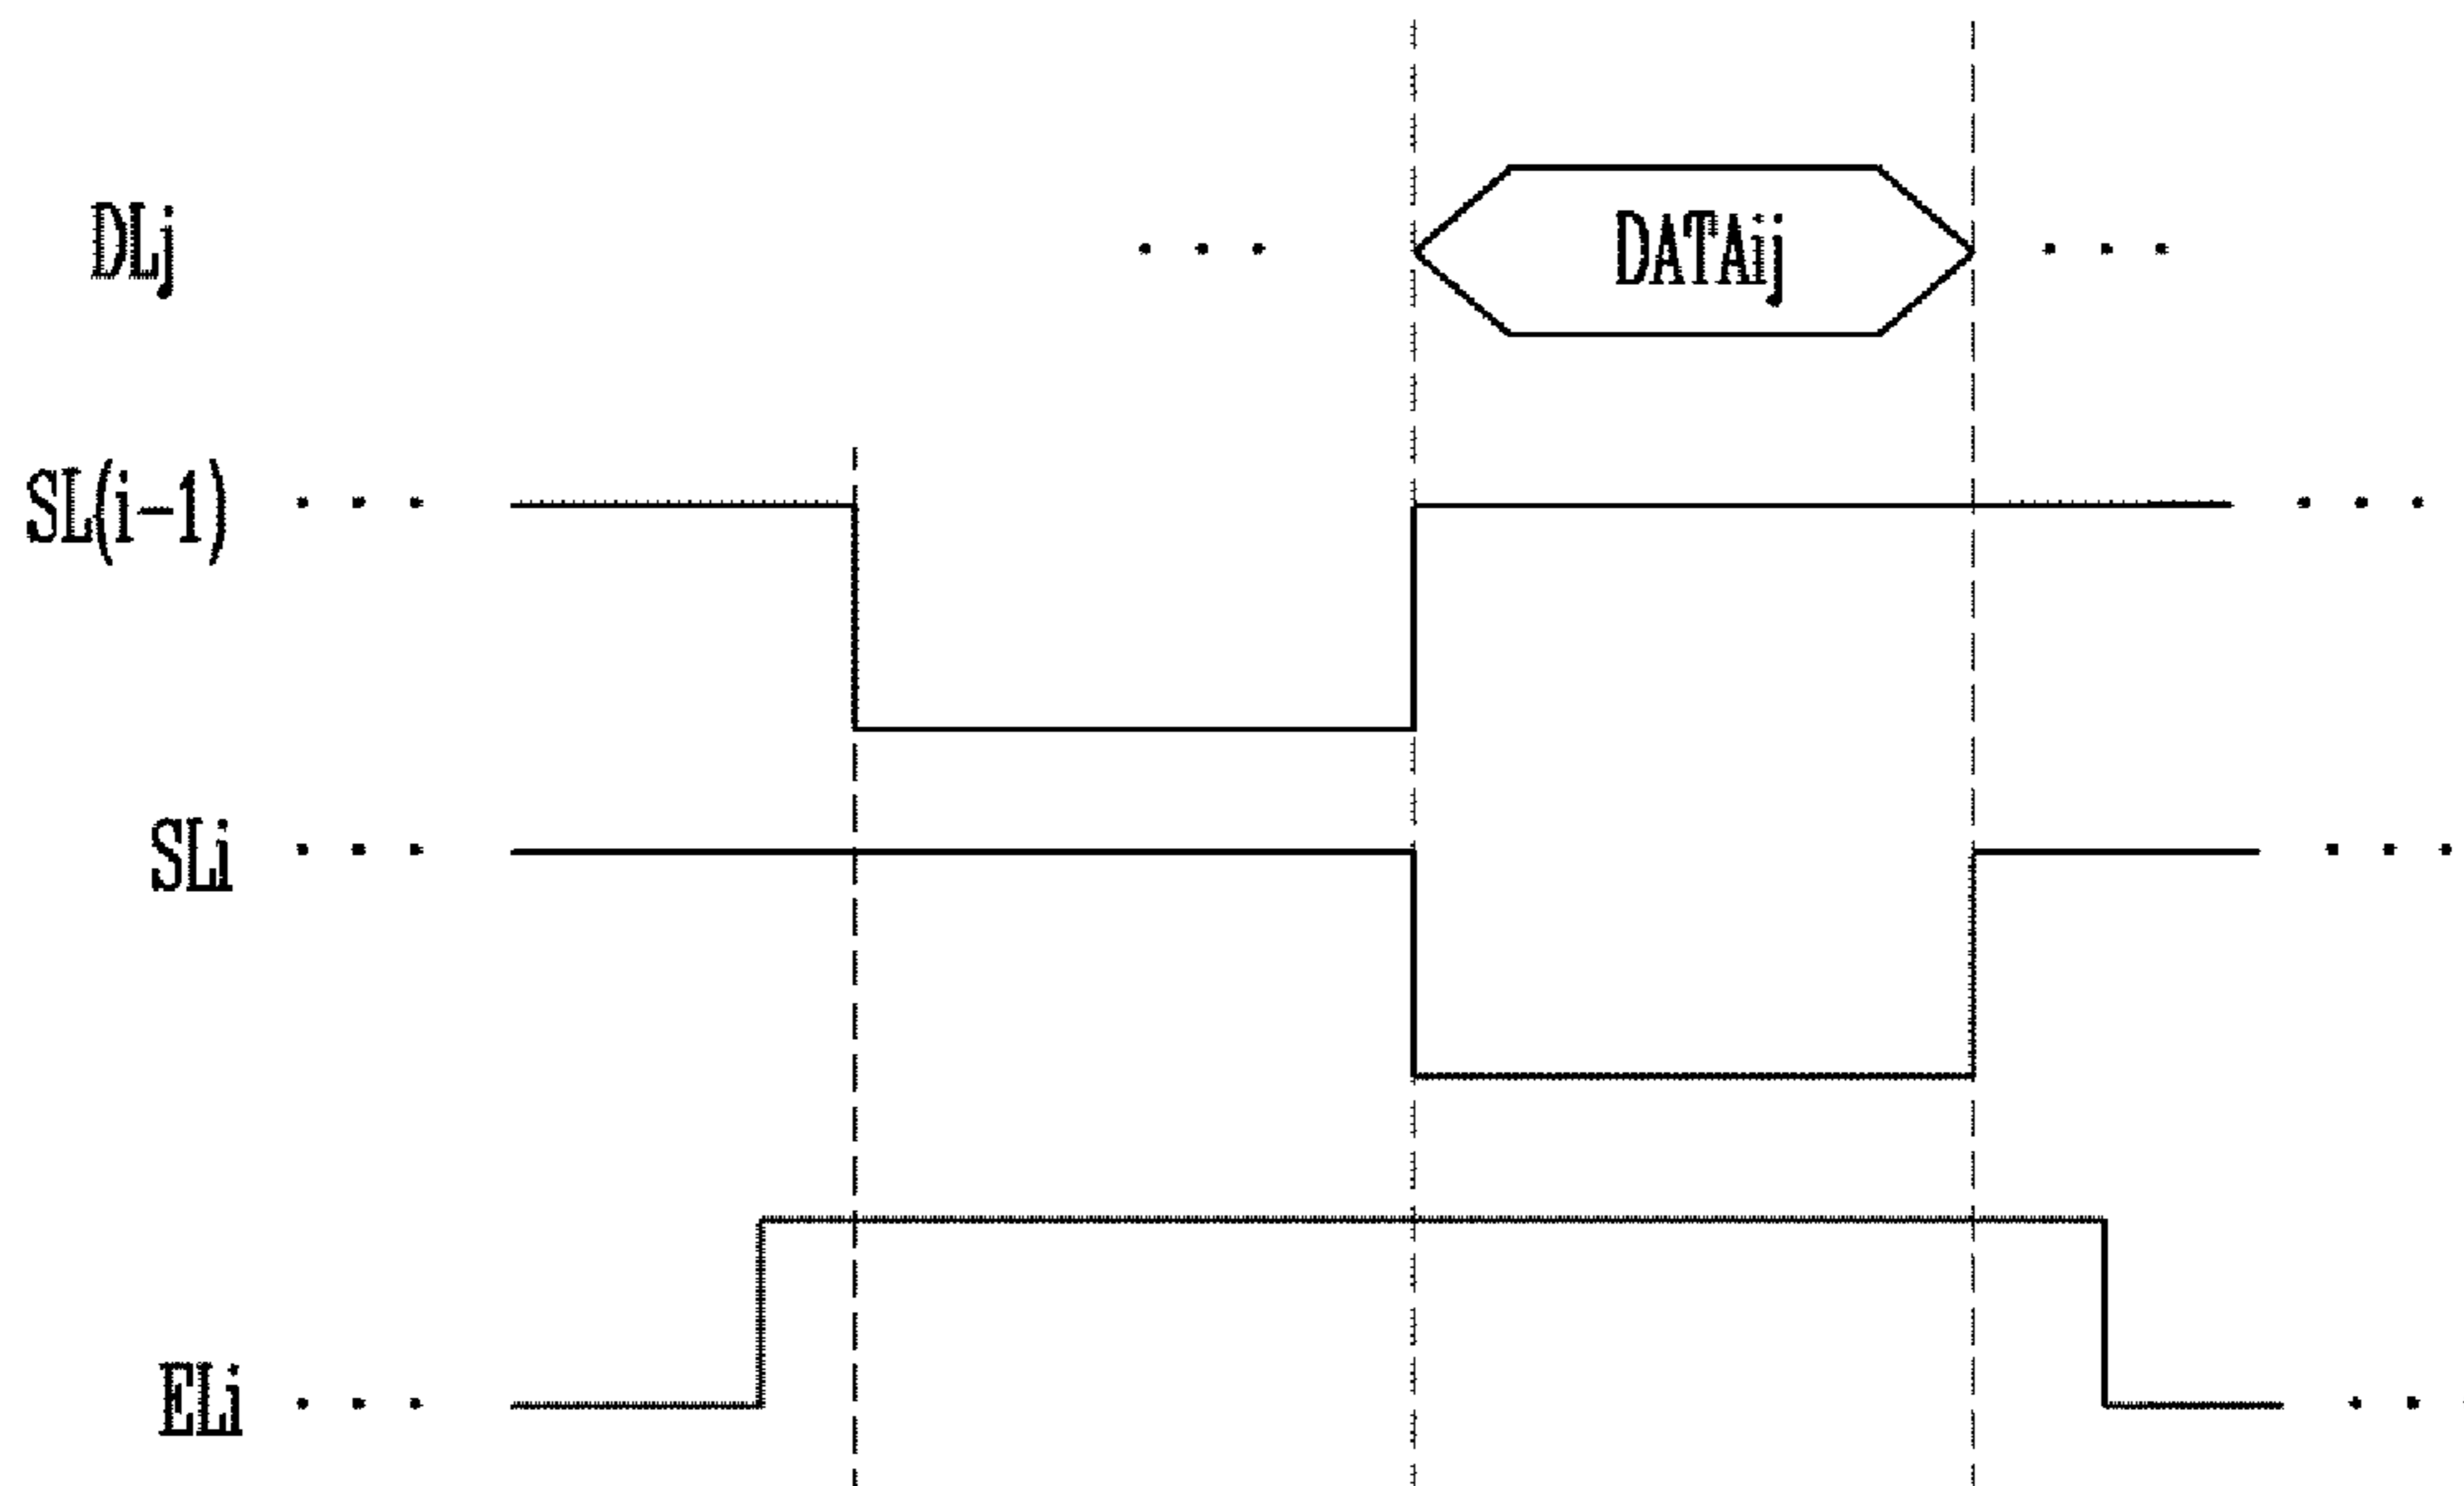 DLj
. . .
DATAij
. . .
SL(i-1) . . .
. . .
SLi . . .
. . .
ELi . . .
. . .